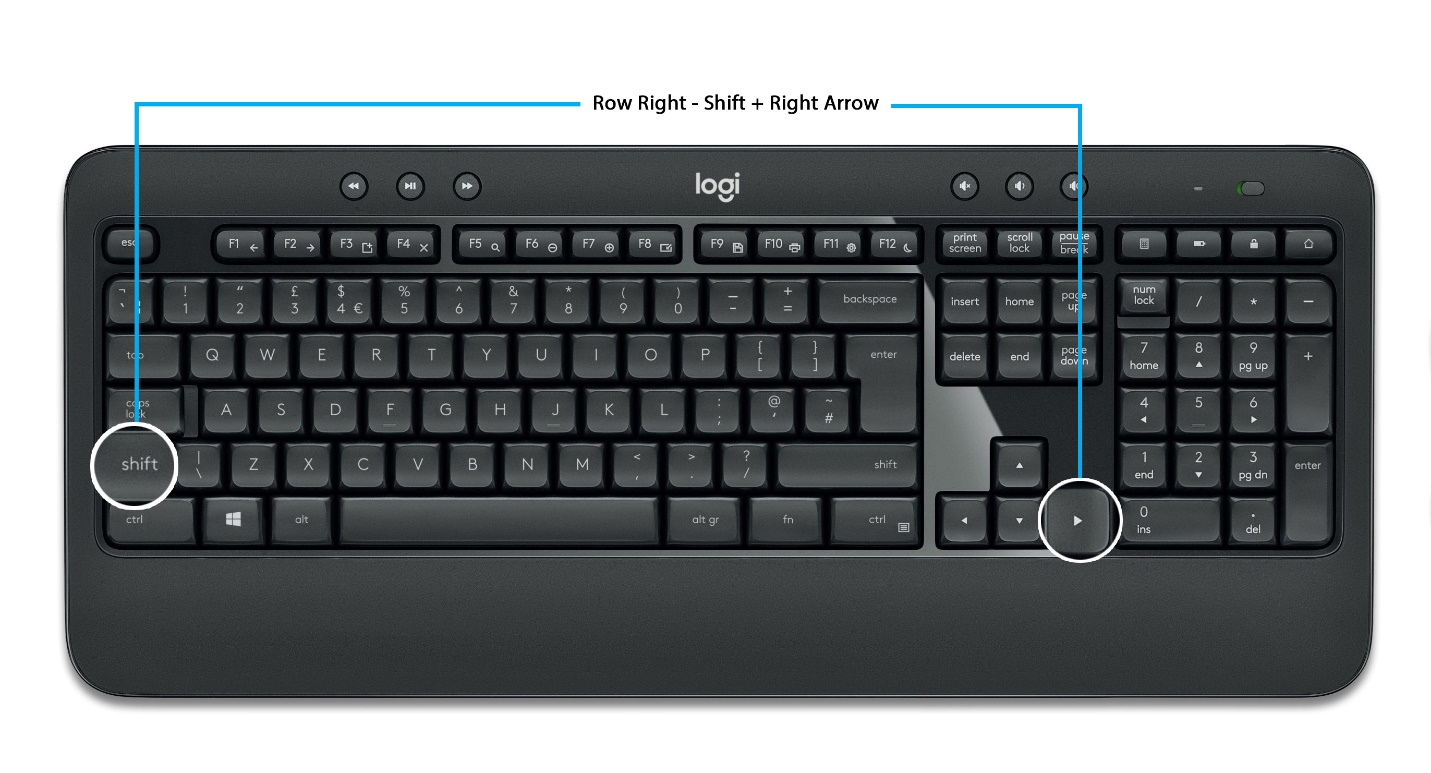 Row Right - Shift + Right Arrow
logi
esc F1 F2 F3 F4 F5 F6 F7 F8 F9 F10 F11 F12 print screen scroll lock pause break
¬ ` ¦ ! 1 “ 2 £ 3 $ 4 € % 5 ^ 6 & 7 * 8 ( 9 ) 0 _ - + = backspace insert home page up num lock / * −
tab Q W E R T Y U I O P { [ } ] enter delete end page down 7 home 8 9 pg up +
caps lock A S D F G H J K L : ; @ ‘ ~ # 4 5 6
shift | \ Z X C V B N M < , > . ? / shift 1 end 2 3 pg dn enter
ctrl alt alt gr fn ctrl 0 ins . del